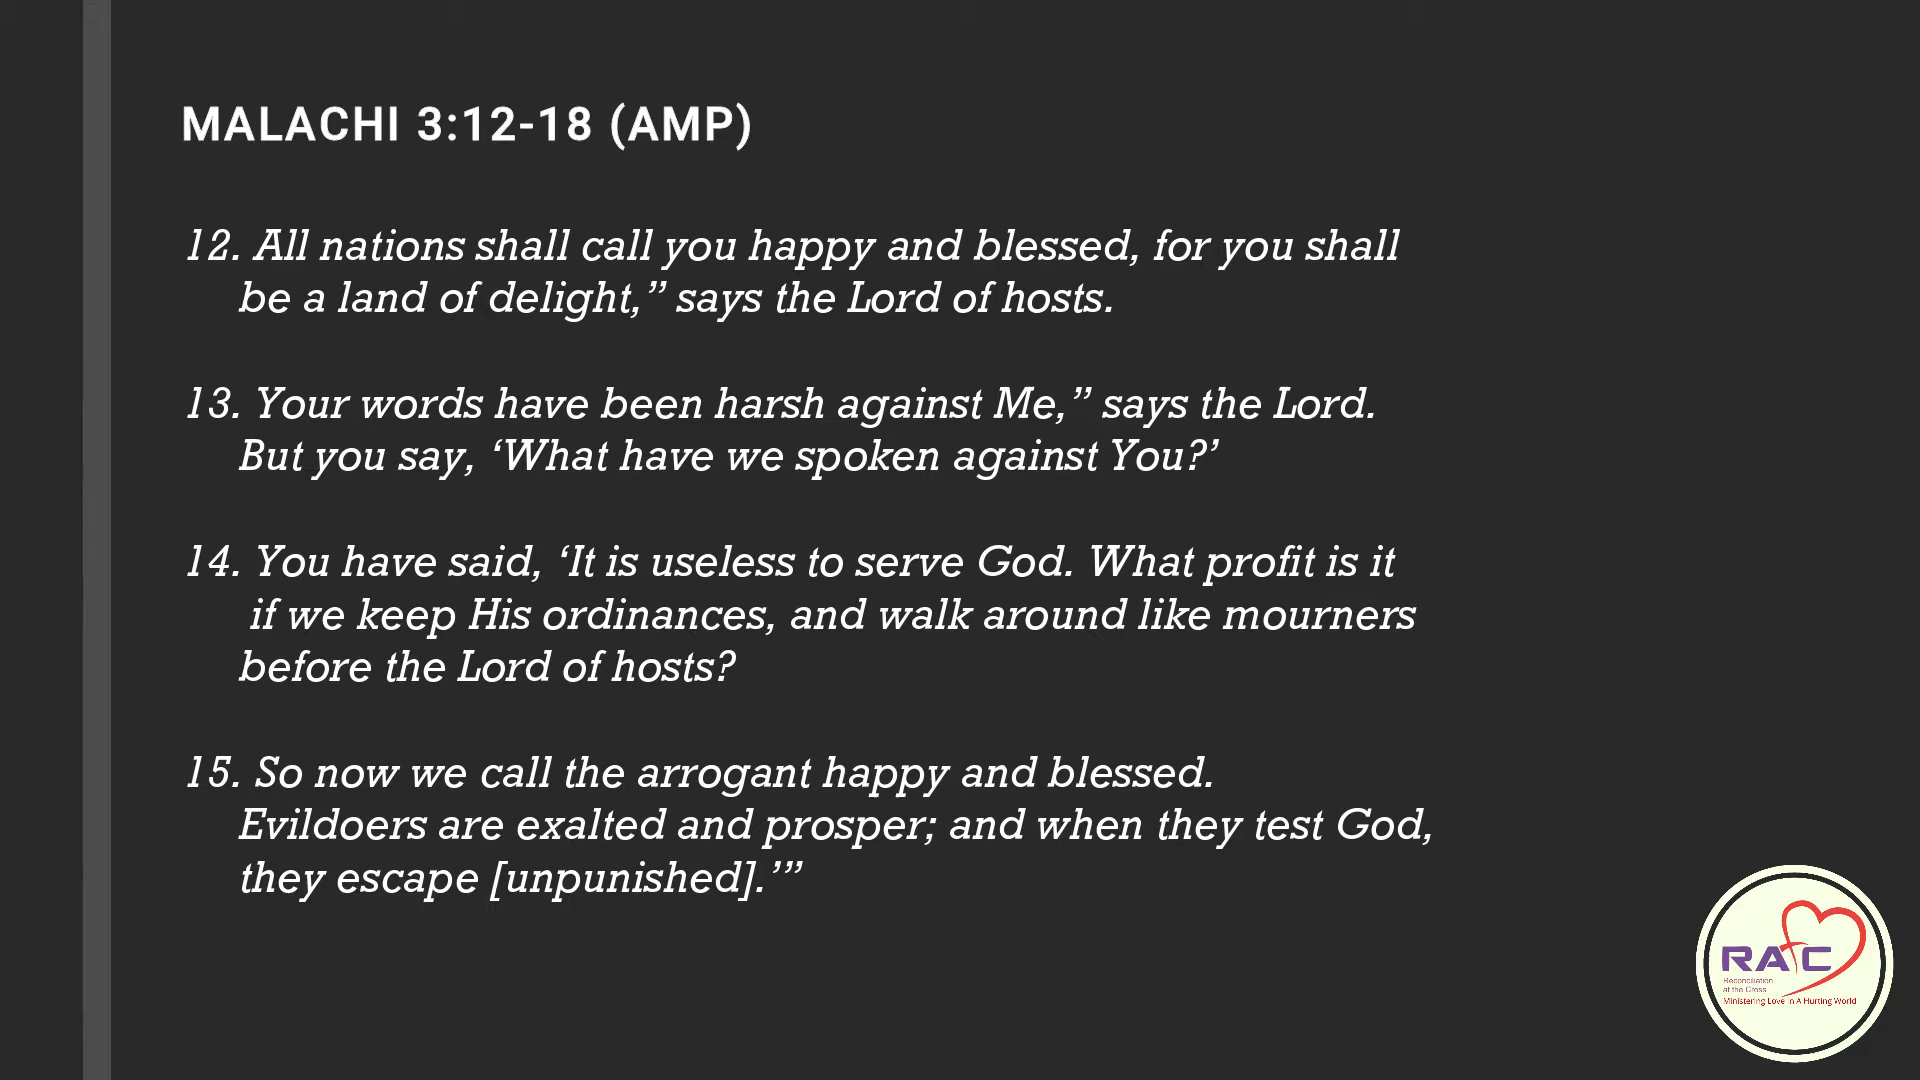 MALACHI 3:12-18 (AMP)
12. All nations shall call you happy and blessed, for you shall
be a land of delight,” says the Lord of hosts.
13. Your words have been harsh against Me,” says the Lord.
But you say, ‘What have we spoken against You?’
14. You have said, ‘It is useless to serve God. What profit is it
if we keep His ordinances, and walk around like mourners
before the Lord of hosts?
15. So now we call the arrogant happy and blessed.
Evildoers are exalted and prosper; and when they test God,
they escape [unpunished].’”
RAC
Reconciliation
at the Cross
Ministering Love In A Hurting World